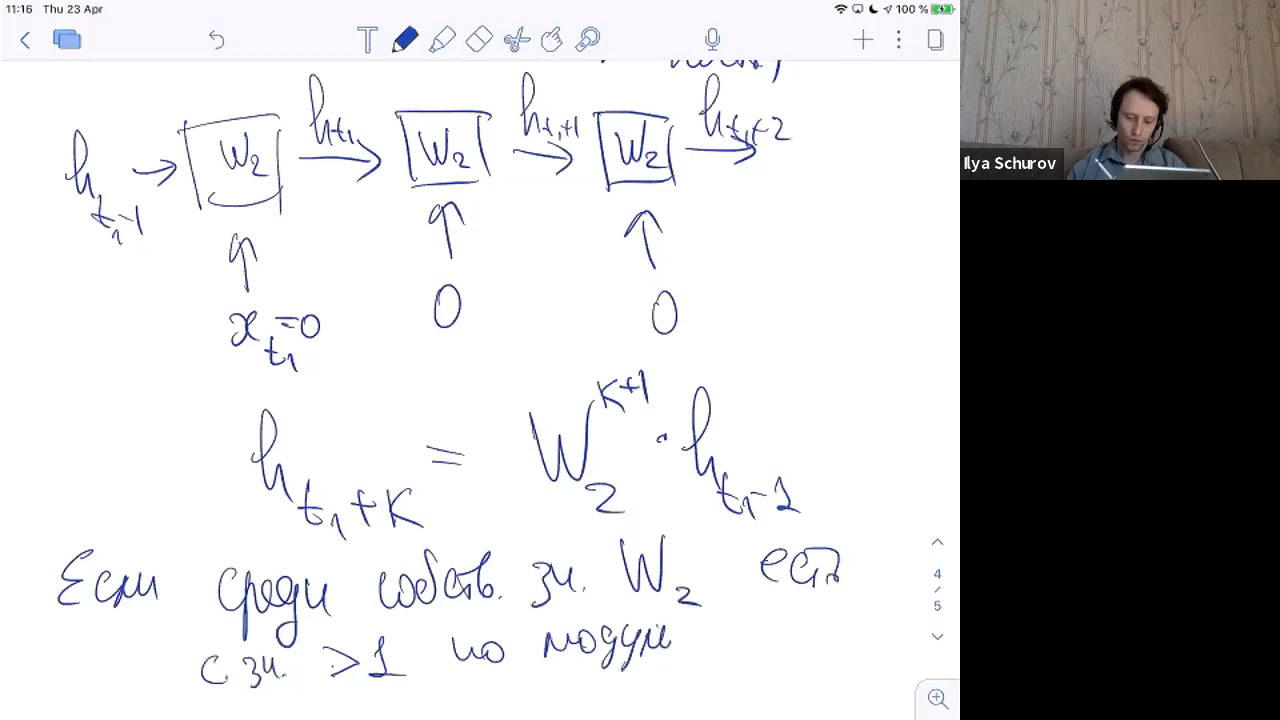 11:16 Thu 23 Apr
100 %
Ilya Schurov
h_{t_1} h_{t_1+1} h_{t_1+2}
h_{t_1-1} → W_2 → W_2 → W_2 →
x_{t_1}=0 0 0
h_{t_1+K} = W_2^{K+1} · h_{t_1-1}
Если среди собств. зн. W_2 есть
с. зн. >1 по модулю
4
/
5